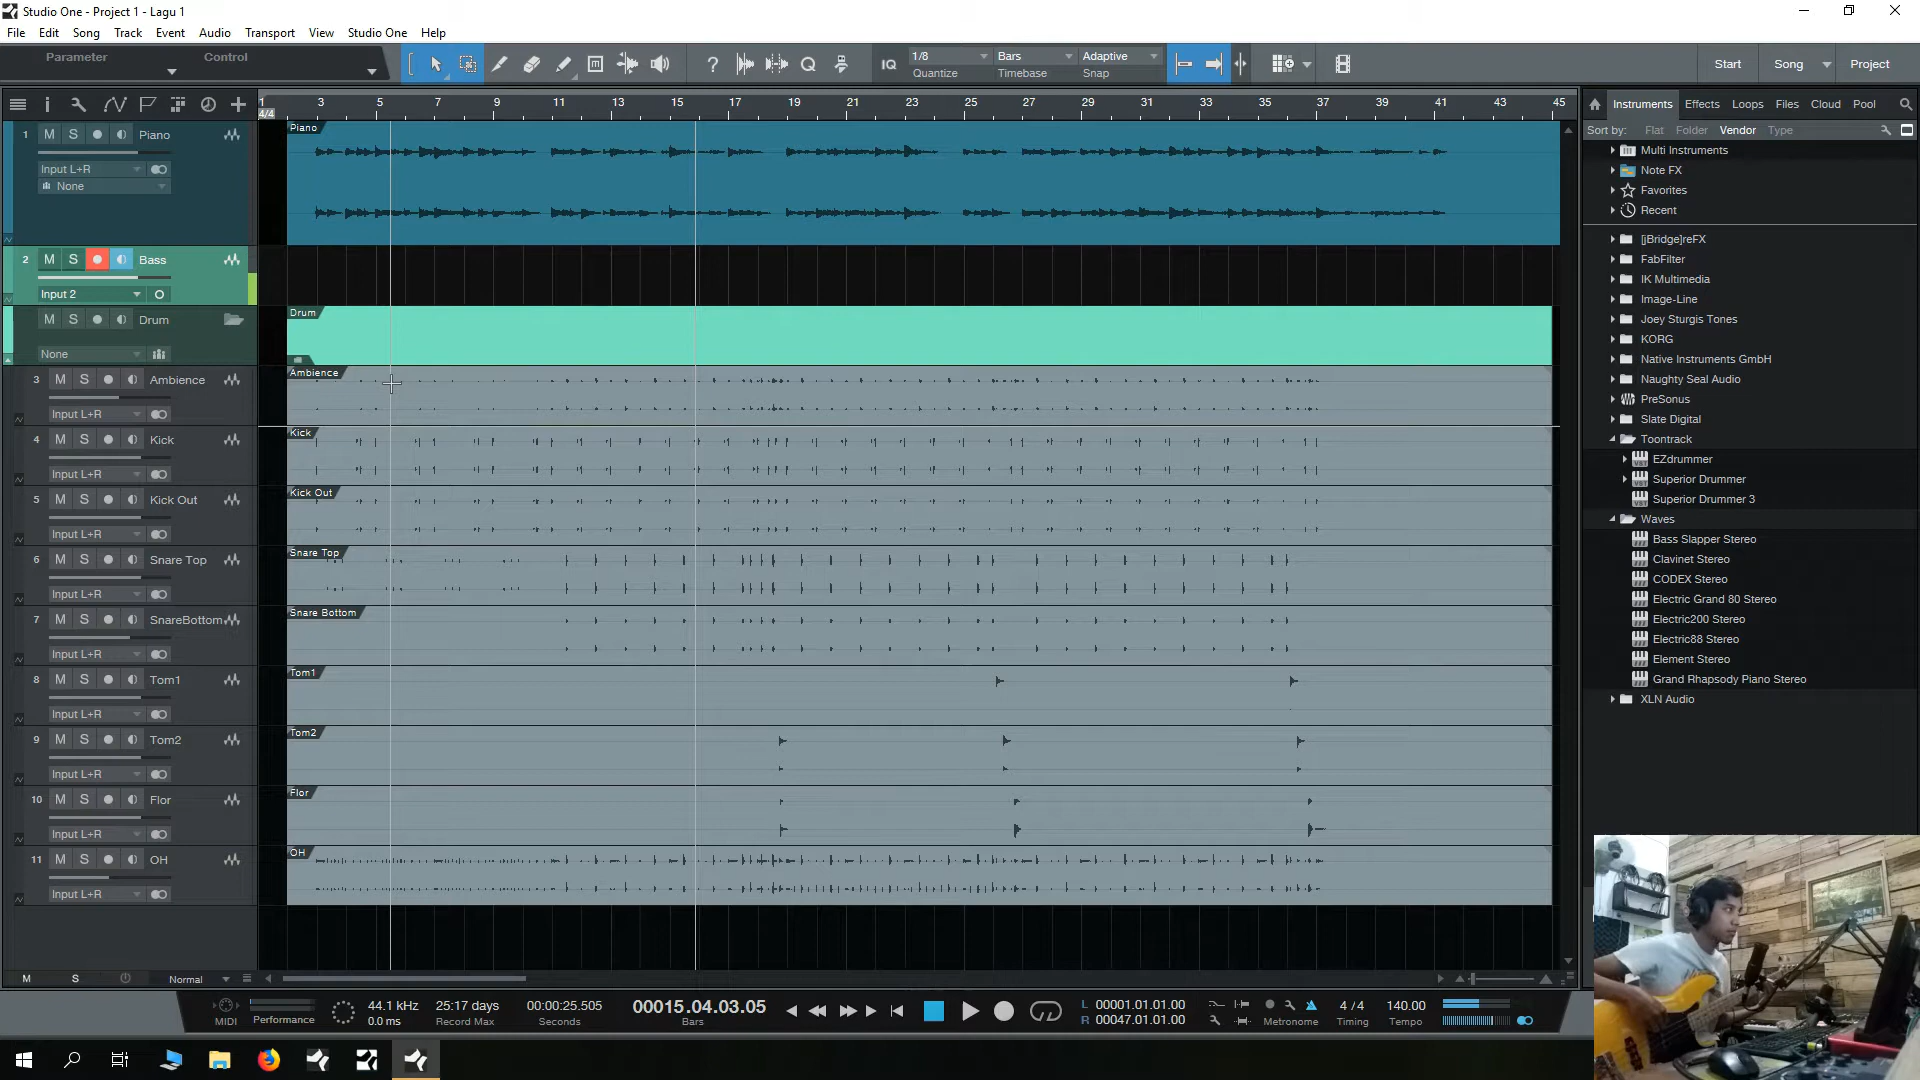 Studio One - Project 1 - Lagu 1
File Edit Song Track Event Audio Transport View Studio One Help
Parameter Control
? IQ 1/8 Bars Adaptive Start Song Project
Quantize Timebase Snap
1 3 5 7 9 11 13 15 17 19 21 23 25 27 29 31 33 35 37 39 41 43 45
4/4
Instruments Effects Loops Files Cloud Pool
Sort by: Flat Folder Vendor Type
Multi Instruments
Note FX
Favorites
Recent
[jBridge]reFX
FabFilter
IK Multimedia
Image-Line
Joey Sturgis Tones
KORG
Native Instruments GmbH
Naughty Seal Audio
PreSonus
Slate Digital
Toontrack
EZdrummer
Superior Drummer
Superior Drummer 3
Waves
Bass Slapper Stereo
Clavinet Stereo
CODEX Stereo
Electric Grand 80 Stereo
Electric200 Stereo
Electric88 Stereo
Element Stereo
Grand Rhapsody Piano Stereo
XLN Audio
1 M S Piano
Input L+R
None
Piano
2 M S Bass
Input 2
M S Drum
None
Drum
3 M S Ambience
Input L+R
Ambience
4 M S Kick
Input L+R
Kick
5 M S Kick Out
Input L+R
Kick Out
6 M S Snare Top
Input L+R
Snare Top
7 M S SnareBottom
Input L+R
Snare Bottom
8 M S Tom1
Input L+R
Tom1
9 M S Tom2
Input L+R
Tom2
10 M S Flor
Input L+R
Flor
11 M S OH
Input L+R
OH
M S Normal
MIDI Performance
44.1 kHz
0.0 ms
25:17 days
Record Max
00:00:25.505
Seconds
00015.04.03.05
Bars
L 00001.01.01.00
R 00047.01.01.00
Metronome
4 / 4
Timing
140.00
Tempo